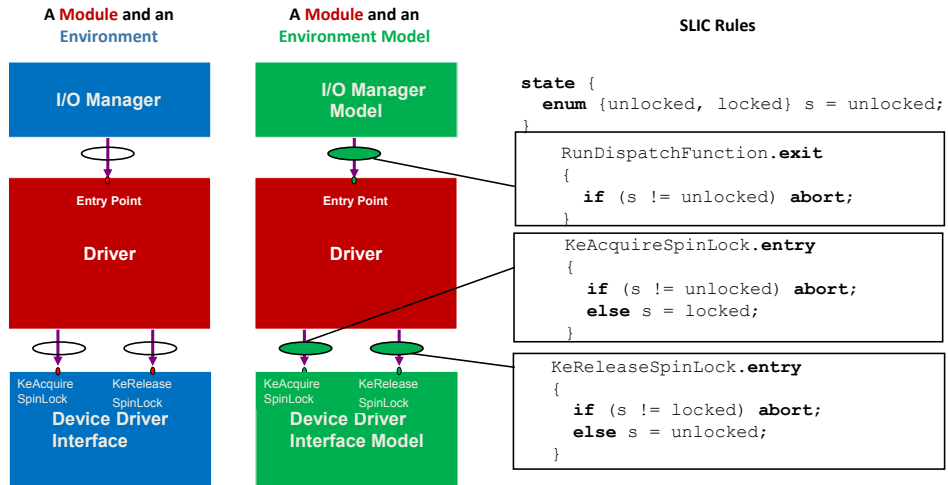 A Module and an
Environment
I/O Manager
Entry Point
Driver
KeAcquire
SpinLock
KeRelease
SpinLock
Device Driver
Interface
A Module and an
Environment Model
I/O Manager
Model
Entry Point
Driver
KeAcquire
SpinLock
KeRelease
SpinLock
Device Driver
Interface Model
SLIC Rules
state {
enum {unlocked, locked} s = unlocked;
}
RunDispatchFunction.exit
{
if (s != unlocked) abort;
}
KeAcquireSpinLock.entry
{
if (s != unlocked) abort;
else s = locked;
}
KeReleaseSpinLock.entry
{
if (s != locked) abort;
else s = unlocked;
}